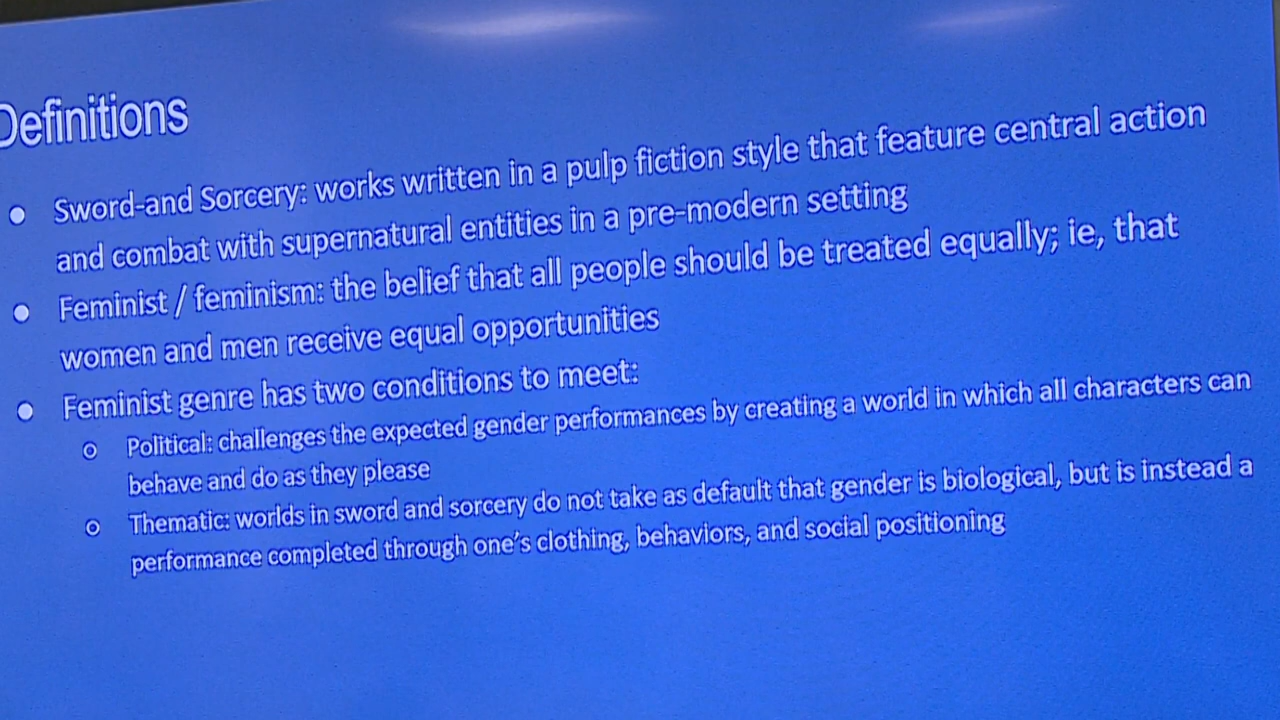 Definitions
● Sword-and Sorcery: works written in a pulp fiction style that feature central action
and combat with supernatural entities in a pre-modern setting
● Feminist / feminism: the belief that all people should be treated equally; ie, that
women and men receive equal opportunities
● Feminist genre has two conditions to meet:
o Political: challenges the expected gender performances by creating a world in which all characters can
behave and do as they please
o Thematic: worlds in sword and sorcery do not take as default that gender is biological, but is instead a
performance completed through one's clothing, behaviors, and social positioning